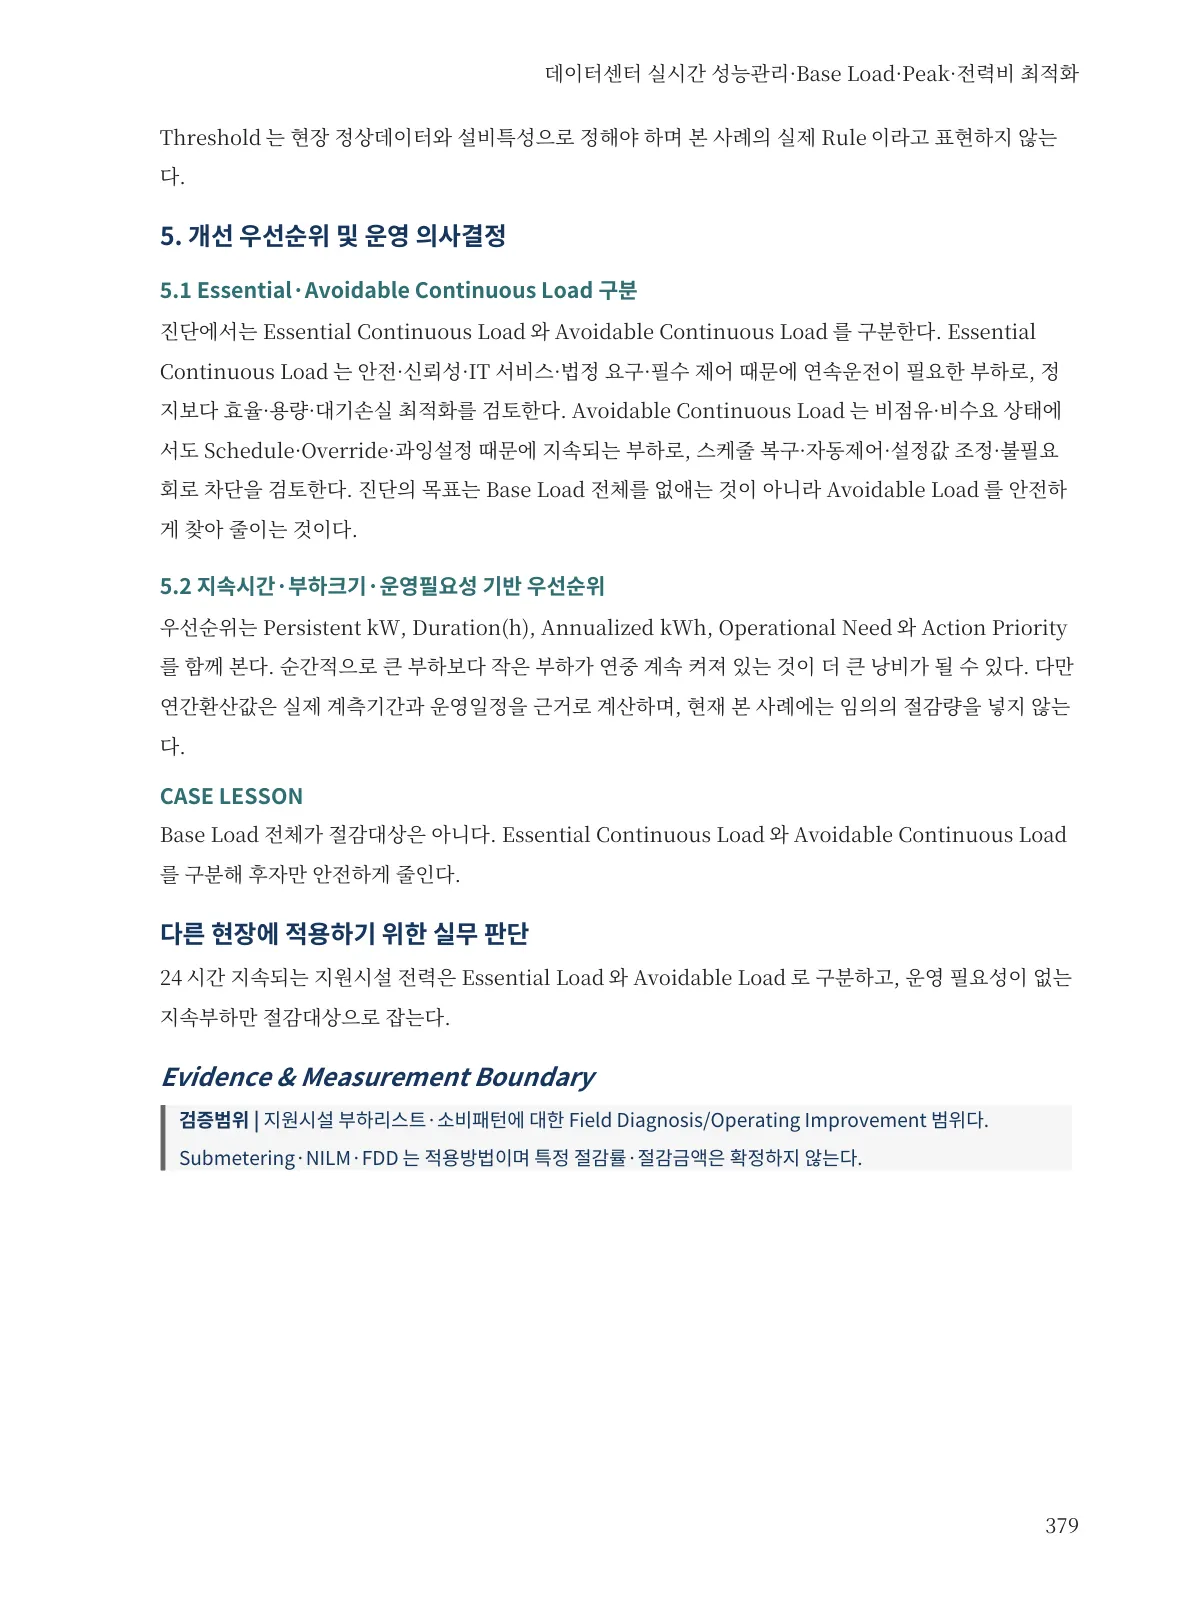 데이터센터 실시간 성능관리·Base Load·Peak·전력비 최적화
Threshold 는 현장 정상데이터와 설비특성으로 정해야 하며 본 사례의 실제 Rule 이라고 표현하지 않는
다.
5. 개선 우선순위 및 운영 의사결정
5.1 Essential·Avoidable Continuous Load 구분
진단에서는 Essential Continuous Load 와 Avoidable Continuous Load 를 구분한다. Essential
Continuous Load 는 안전·신뢰성·IT 서비스·법정 요구·필수 제어 때문에 연속운전이 필요한 부하로, 정
지보다 효율·용량·대기손실 최적화를 검토한다. Avoidable Continuous Load 는 비점유·비수요 상태에
서도 Schedule·Override·과잉설정 때문에 지속되는 부하로, 스케줄 복구·자동제어·설정값 조정·불필요
회로 차단을 검토한다. 진단의 목표는 Base Load 전체를 없애는 것이 아니라 Avoidable Load 를 안전하
게 찾아 줄이는 것이다.
5.2 지속시간·부하크기·운영필요성 기반 우선순위
우선순위는 Persistent kW, Duration(h), Annualized kWh, Operational Need 와 Action Priority
를 함께 본다. 순간적으로 큰 부하보다 작은 부하가 연중 계속 켜져 있는 것이 더 큰 낭비가 될 수 있다. 다만
연간환산값은 실제 계측기간과 운영일정을 근거로 계산하며, 현재 본 사례에는 임의의 절감량을 넣지 않는
다.
CASE LESSON
Base Load 전체가 절감대상은 아니다. Essential Continuous Load 와 Avoidable Continuous Load
를 구분해 후자만 안전하게 줄인다.
다른 현장에 적용하기 위한 실무 판단
24 시간 지속되는 지원시설 전력은 Essential Load 와 Avoidable Load 로 구분하고, 운영 필요성이 없는
지속부하만 절감대상으로 잡는다.
Evidence & Measurement Boundary
검증범위 | 지원시설 부하리스트·소비패턴에 대한 Field Diagnosis/Operating Improvement 범위다.
Submetering·NILM·FDD 는 적용방법이며 특정 절감률·절감금액은 확정하지 않는다.
379